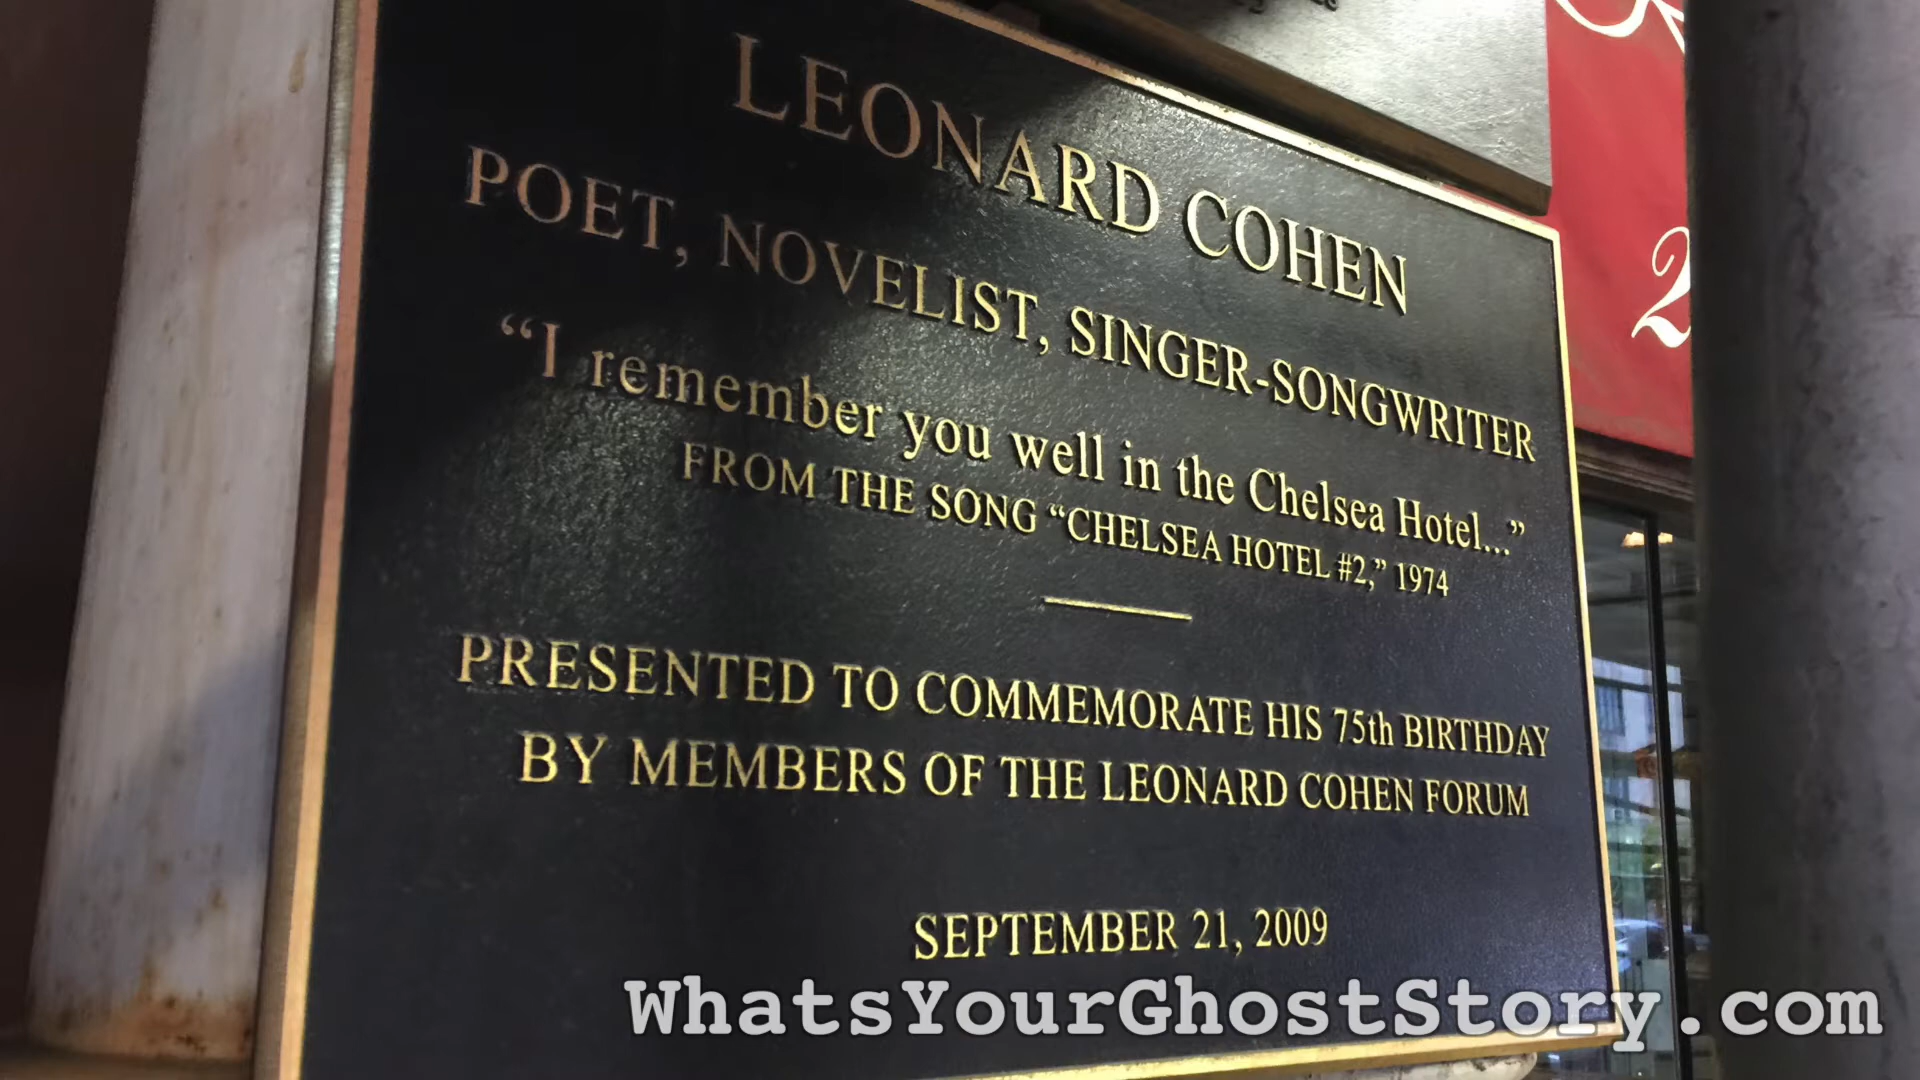 LEONARD COHEN
POET, NOVELIST, SINGER-SONGWRITER
“I remember you well in the Chelsea Hotel...”
FROM THE SONG “CHELSEA HOTEL #2,” 1974
PRESENTED TO COMMEMORATE HIS 75th BIRTHDAY
BY MEMBERS OF THE LEONARD COHEN FORUM
SEPTEMBER 21, 2009
2
WhatsYourGhostStory.com